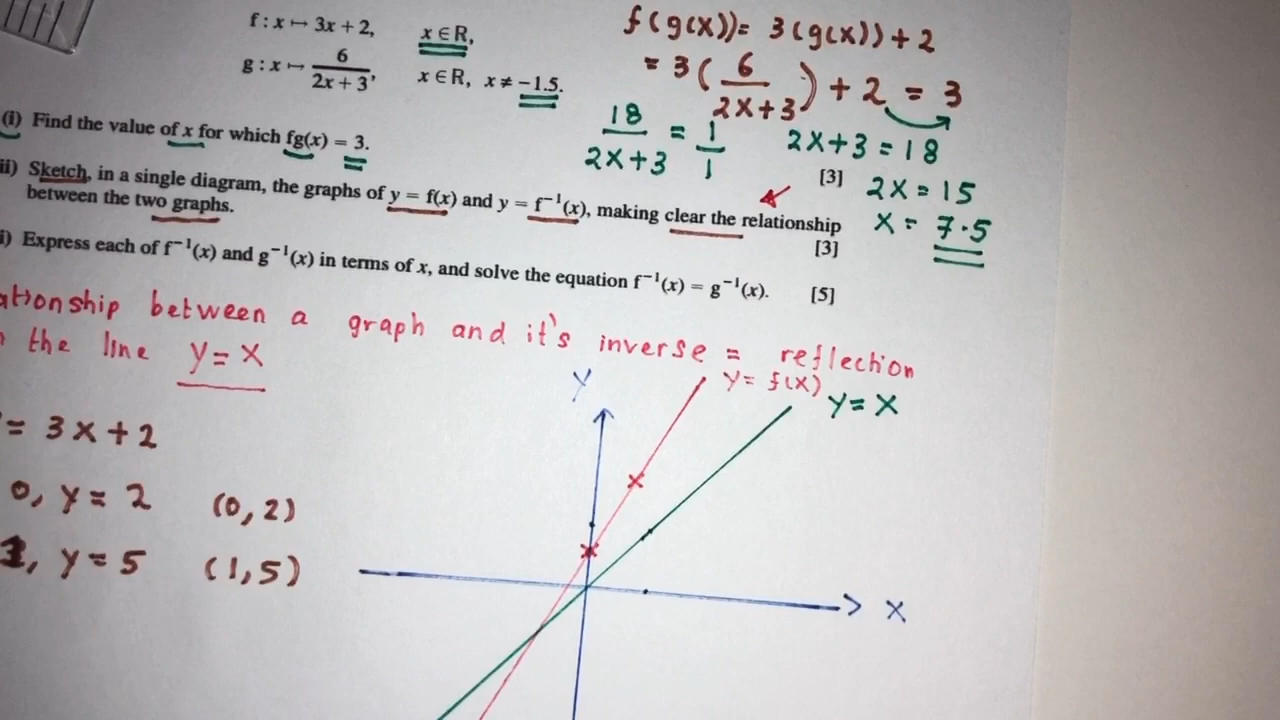 f : x ↦ 3x + 2, x ∈ R,
g : x ↦ 6/(2x + 3), x ∈ R, x ≠ −1.5.
(i) Find the value of x for which fg(x) = 3. [3]
ii) Sketch, in a single diagram, the graphs of y = f(x) and y = f⁻¹(x), making clear the relationship
between the two graphs. [3]
i) Express each of f⁻¹(x) and g⁻¹(x) in terms of x, and solve the equation f⁻¹(x) = g⁻¹(x). [5]
f(g(x)) = 3(g(x)) + 2
= 3(6/(2x+3)) + 2 = 3
18/(2x+3) = 1/1
2x+3 = 18
2x = 15
x = 7.5
ationship between a graph and it's inverse = reflection
the line y = x
= 3x + 2
0, y = 2 (0, 2)
1, y = 5 (1, 5)
y
y = f(x)
y = x
x